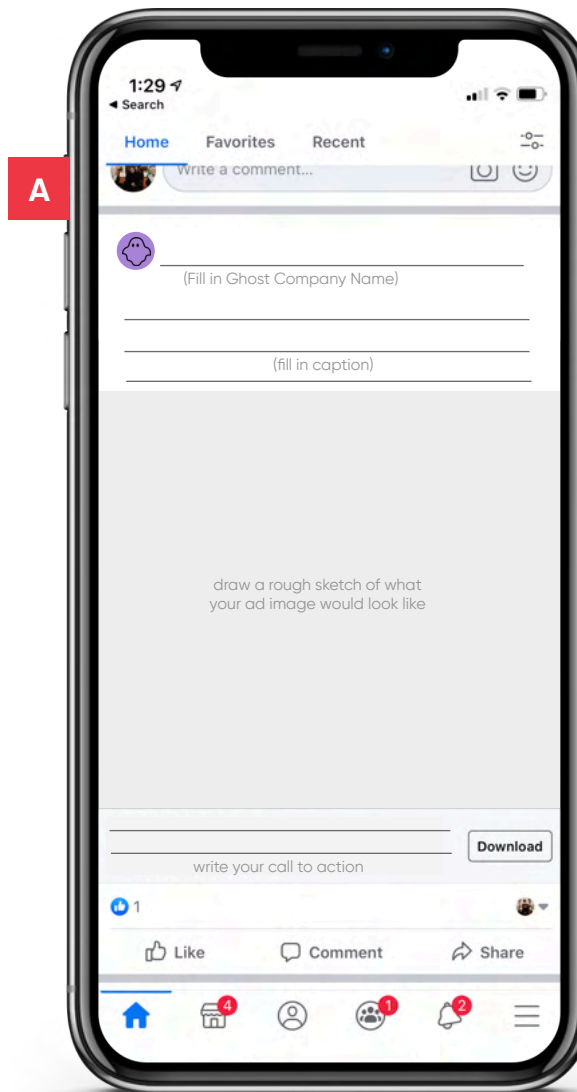 1:29
Search
Home Favorites Recent
A
Write a comment...
(Fill in Ghost Company Name)
(fill in caption)
draw a rough sketch of what
your ad image would look like
Download
write your call to action
1
Like Comment Share
4 1 2